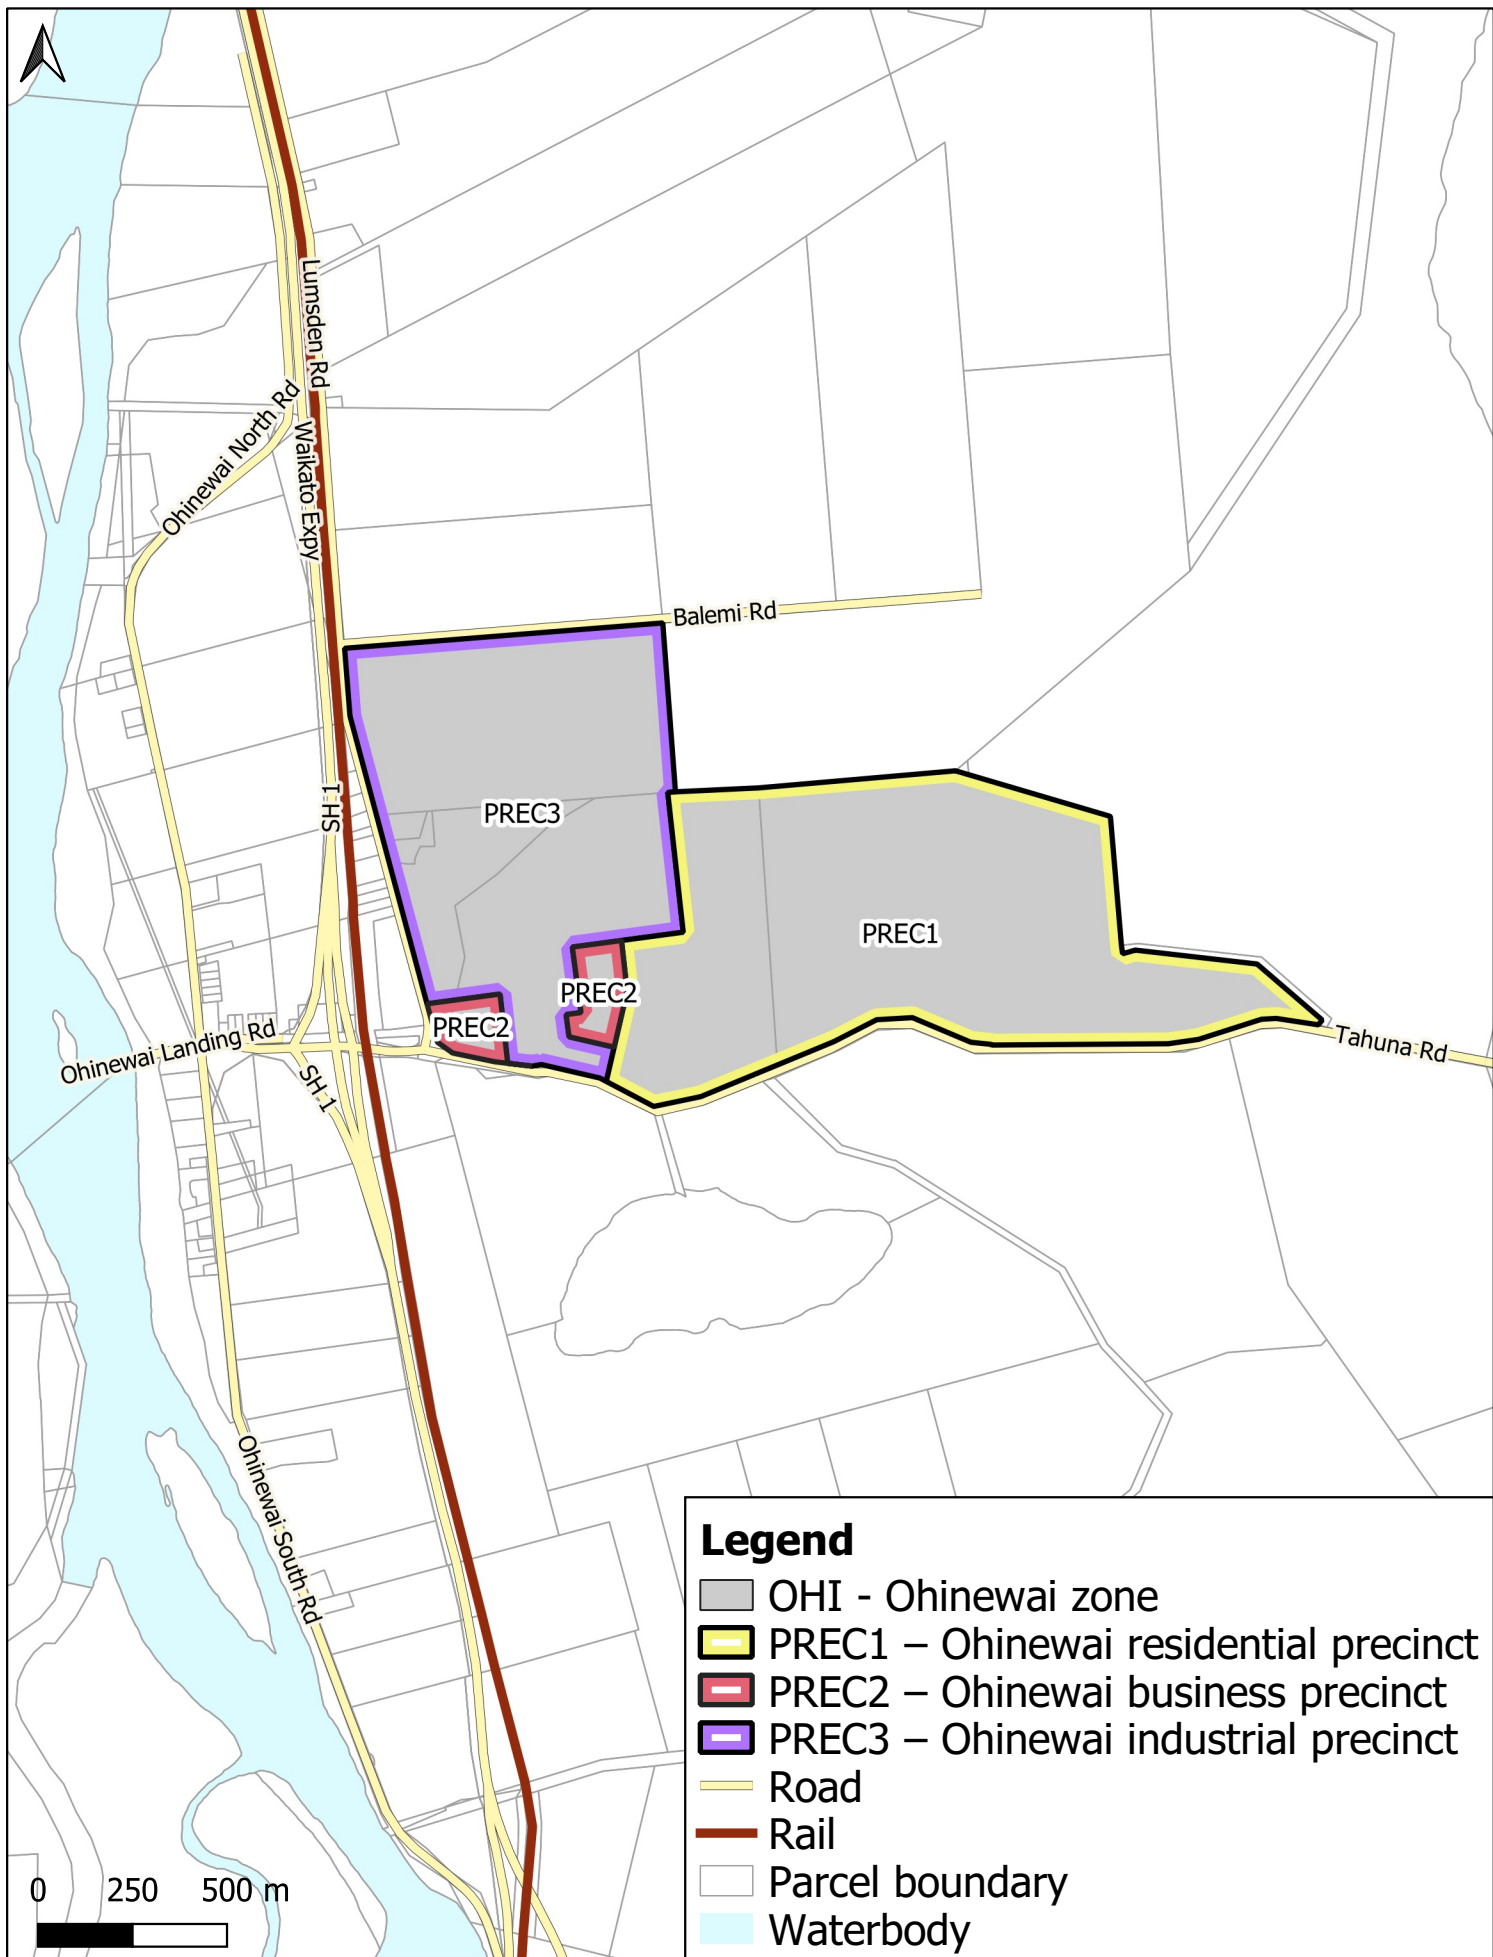 Lumsden Rd
Ohinewai North Rd
Waikato Expy
Balemi Rd
SH 1
PREC3
PREC1
PREC2
PREC2
Ohinewai Landing Rd
Tahuna Rd
SH 1
Ohinewai South Rd
Legend
OHI - Ohinewai zone
PREC1 – Ohinewai residential precinct
PREC2 – Ohinewai business precinct
PREC3 – Ohinewai industrial precinct
Road
Rail
Parcel boundary
Waterbody
0 250 500 m